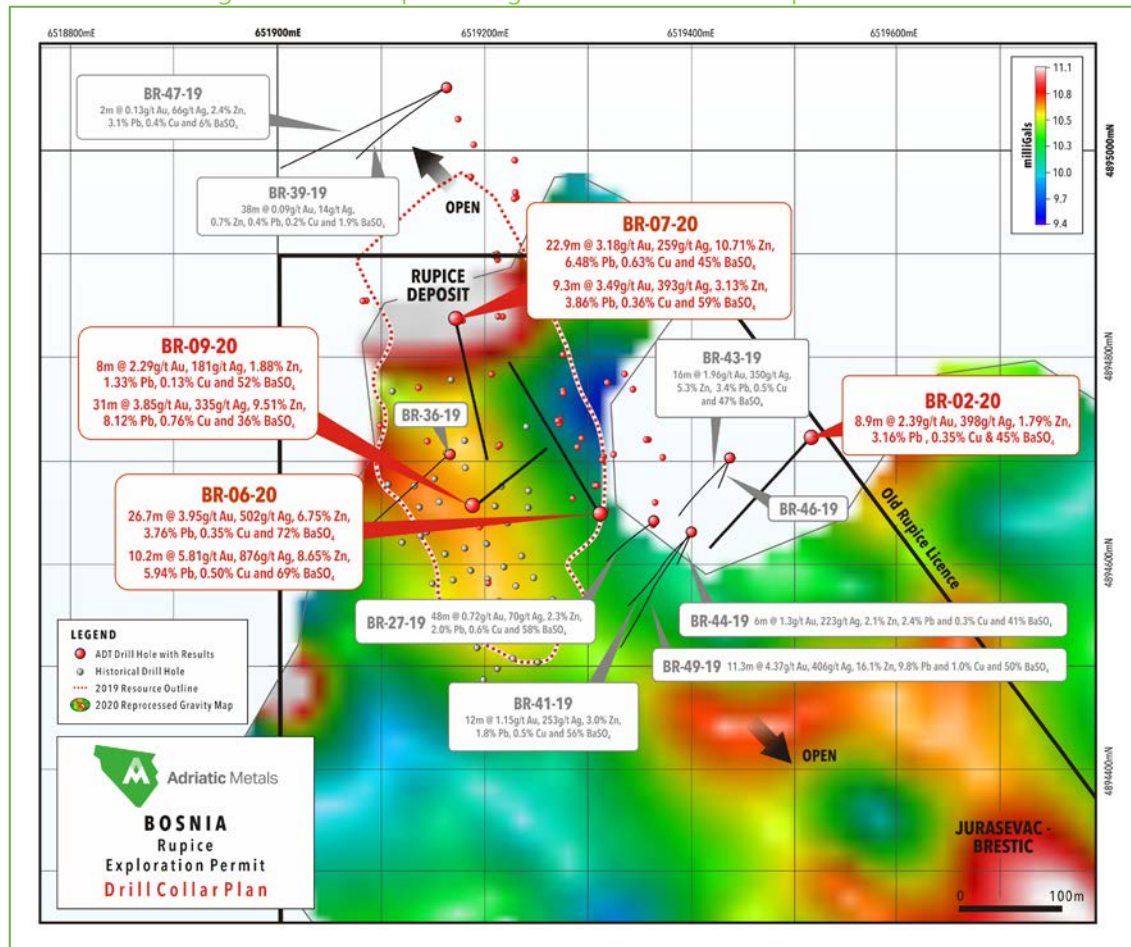 6518800mE
651900mE
6519200mE
6519400mE
6519600mE
BR-47-19
2m @ 0.13g/t Au, 66g/t Ag, 2.4% Zn,
3.1% Pb, 0.4% Cu and 6% BaSO₄
BR-39-19
38m @ 0.09g/t Au, 14g/t Ag,
0.7% Zn, 0.4% Pb, 0.2% Cu and 1.9% BaSO₄
OPEN
milliGals
11.1
10.8
10.5
10.3
10.0
9.7
9.4
4895000mN
BR-07-20
22.9m @ 3.18g/t Au, 259g/t Ag, 10.71% Zn,
6.48% Pb, 0.63% Cu and 45% BaSO₄
9.3m @ 3.49g/t Au, 393g/t Ag, 3.13% Zn,
3.86% Pb, 0.36% Cu and 59% BaSO₄
RUPICE
DEPOSIT
BR-09-20
8m @ 2.29g/t Au, 181g/t Ag, 1.88% Zn,
1.33% Pb, 0.13% Cu and 52% BaSO₄
31m @ 3.85g/t Au, 335g/t Ag, 9.51% Zn,
8.12% Pb, 0.76% Cu and 36% BaSO₄
BR-43-19
16m @ 1.96g/t Au, 350g/t Ag,
5.3% Zn, 3.4% Pb, 0.5% Cu
and 47% BaSO₄
4894800mN
BR-02-20
8.9m @ 2.39g/t Au, 398g/t Ag, 1.79% Zn,
3.16% Pb , 0.35% Cu & 45% BaSO₄
BR-36-19
BR-06-20
26.7m @ 3.95g/t Au, 502g/t Ag, 6.75% Zn,
3.76% Pb, 0.35% Cu and 72% BaSO₄
10.2m @ 5.81g/t Au, 876g/t Ag, 8.65% Zn,
5.94% Pb, 0.50% Cu and 69% BaSO₄
BR-46-19
Old Rupice Licence
4894600mN
BR-27-19 48m @ 0.72g/t Au, 70g/t Ag, 2.3% Zn,
2.0% Pb, 0.6% Cu and 58% BaSO₄
BR-44-19 6m @ 1.3g/t Au, 223g/t Ag, 2.1% Zn, 2.4% Pb and 0.3% Cu and 41% BaSO₄
BR-49-19 11.3m @ 4.37g/t Au, 406g/t Ag, 16.1% Zn, 9.8% Pb and 1.0% Cu and 50% BaSO₄
BR-41-19
12m @ 1.15g/t Au, 253g/t Ag, 3.0% Zn,
1.8% Pb, 0.5% Cu and 56% BaSO₄
LEGEND
ADT Drill Hole with Results
Historical Drill Hole
2019 Resource Outline
2020 Reprocessed Gravity Map
OPEN
4894400mN
Adriatic Metals
BOSNIA
Rupice
Exploration Permit
Drill Collar Plan
JURASEVAC -
BRESTIC
0 100m